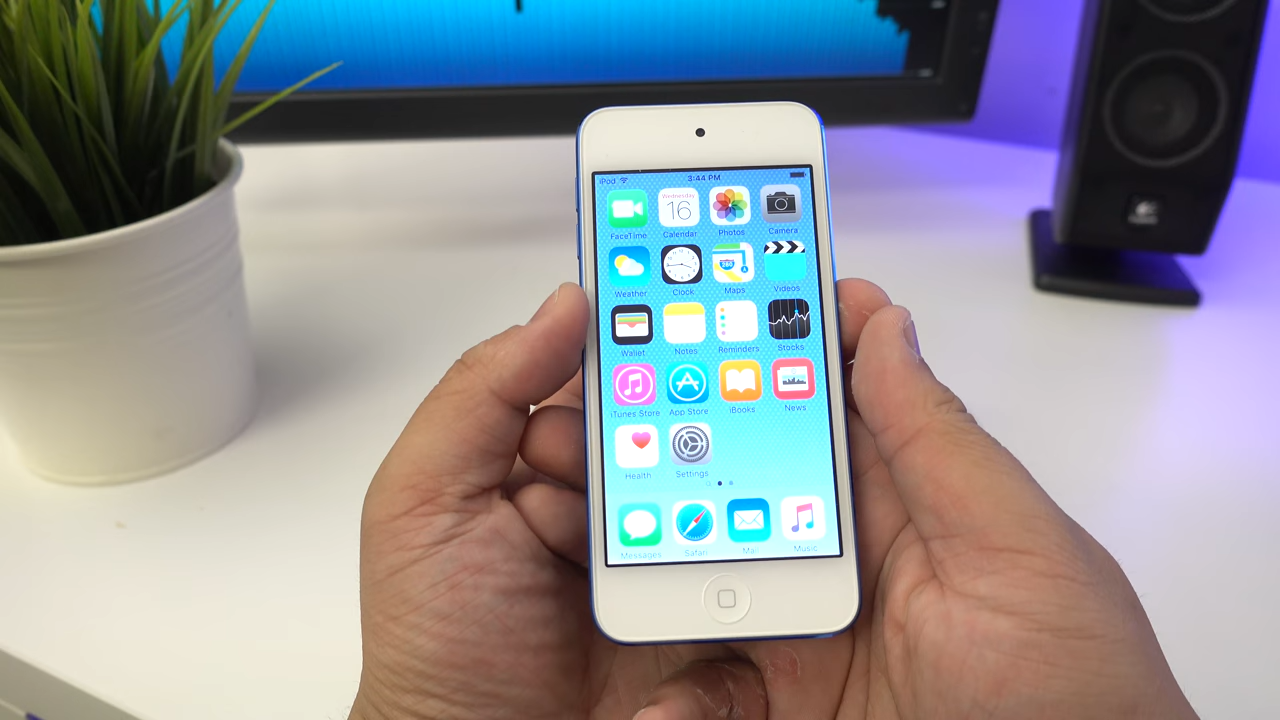 iPod 3:44 PM
Wednesday
16
FaceTime Calendar Photos Camera
280
Weather Clock Maps Videos
Wallet Notes Reminders Stocks
iTunes Store App Store iBooks News
Health Settings
Messages Safari Mail Music